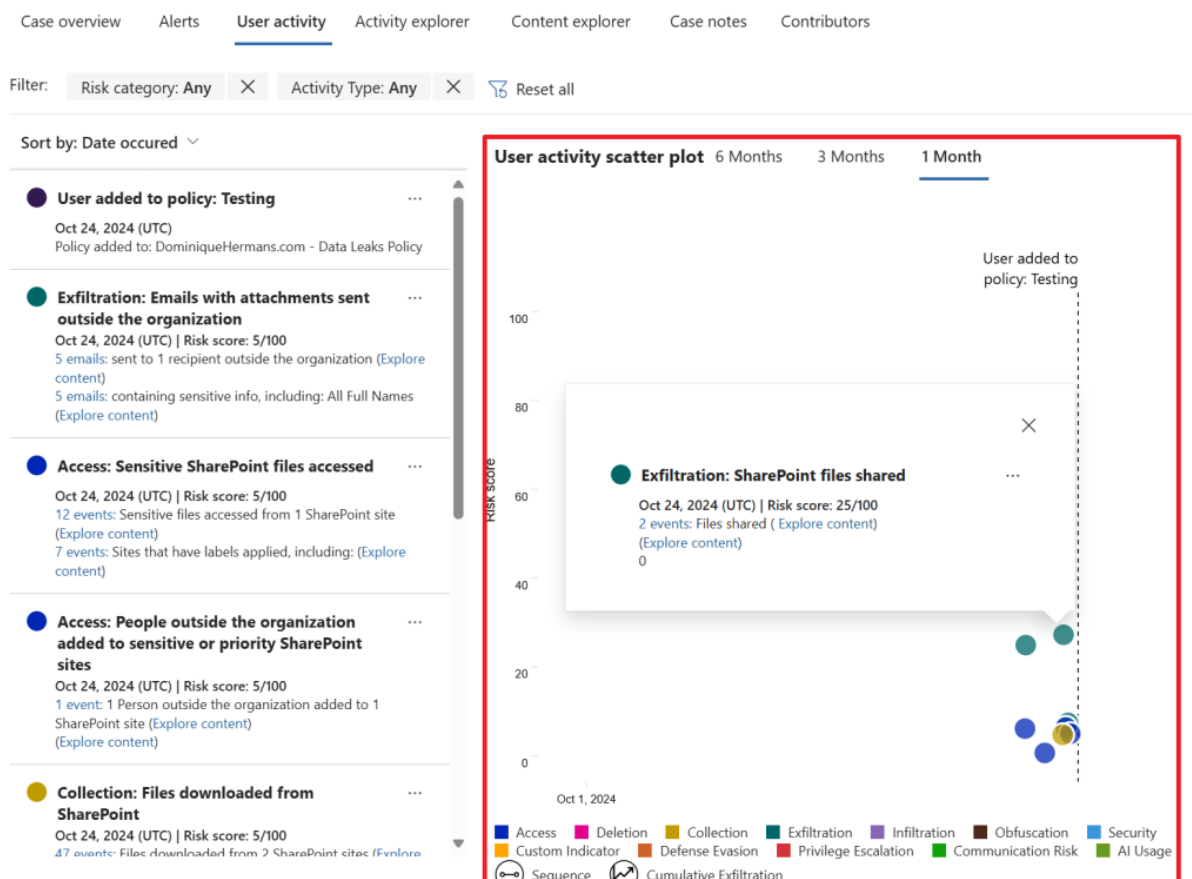 Case overview Alerts User activity Activity explorer Content explorer Case notes Contributors
Filter: Risk category: Any Activity Type: Any Reset all
Sort by: Date occured
User added to policy: Testing
Oct 24, 2024 (UTC)
Policy added to: DominiqueHermans.com - Data Leaks Policy
Exfiltration: Emails with attachments sent
outside the organization
Oct 24, 2024 (UTC) | Risk score: 5/100
5 emails: sent to 1 recipient outside the organization (Explore
content)
5 emails: containing sensitive info, including: All Full Names
(Explore content)
Access: Sensitive SharePoint files accessed
Oct 24, 2024 (UTC) | Risk score: 5/100
12 events: Sensitive files accessed from 1 SharePoint site
(Explore content)
7 events: Sites that have labels applied, including: (Explore
content)
Access: People outside the organization
added to sensitive or priority SharePoint
sites
Oct 24, 2024 (UTC) | Risk score: 5/100
1 event: 1 Person outside the organization added to 1
SharePoint site (Explore content)
(Explore content)
Collection: Files downloaded from
SharePoint
Oct 24, 2024 (UTC) | Risk score: 5/100
47 events: Files downloaded from 2 SharePoint sites (Explore
User activity scatter plot 6 Months 3 Months 1 Month
User added to
policy: Testing
100
80
Risk score
60
40
20
0
Exfiltration: SharePoint files shared
Oct 24, 2024 (UTC) | Risk score: 25/100
2 events: Files shared ( Explore content)
(Explore content)
0
Oct 1, 2024
Access Deletion Collection Exfiltration Infiltration Obfuscation Security
Custom Indicator Defense Evasion Privilege Escalation Communication Risk AI Usage
Sequence Cumulative Exfiltration